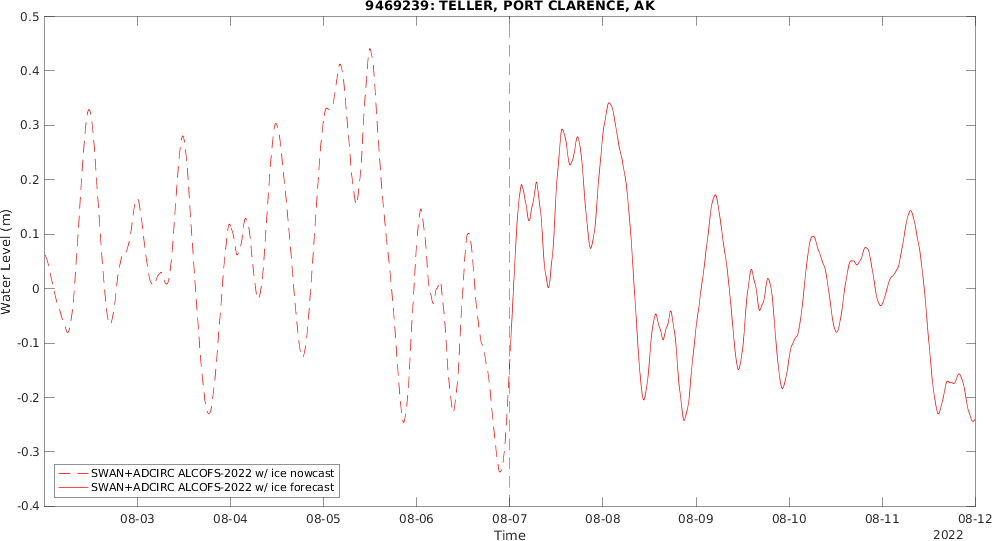 9469239: TELLER, PORT CLARENCE, AK
Water Level (m)
0.5
0.4
0.3
0.2
0.1
0
-0.1
-0.2
-0.3
-0.4
SWAN+ADCIRC ALCOFS-2022 w/ ice nowcast
SWAN+ADCIRC ALCOFS-2022 w/ ice forecast
08-03 08-04 08-05 08-06 08-07 08-08 08-09 08-10 08-11 08-12
Time
2022